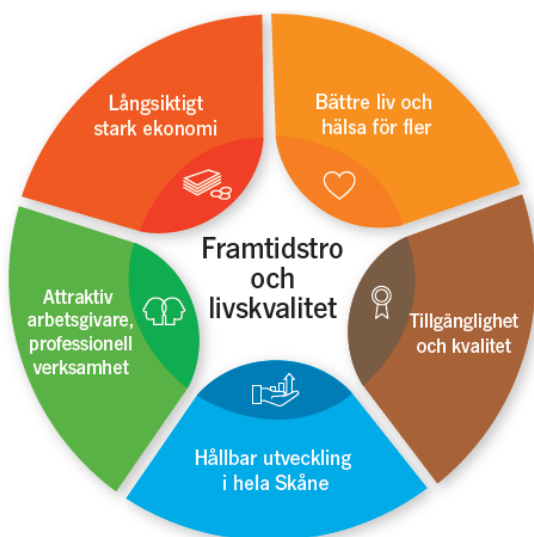 Långsiktigt
stark ekonomi
Bättre liv och
hälsa för fler
Framtidstro
och
livskvalitet
Attraktiv
arbetsgivare,
professionell
verksamhet
Tillgänglighet
och kvalitet
Hållbar utveckling
i hela Skåne